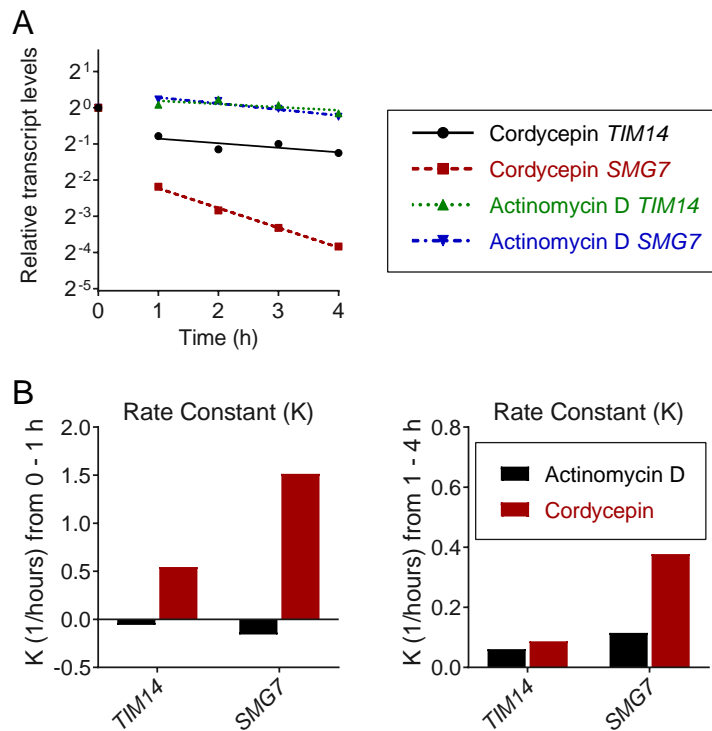 A
Relative transcript levels
2^1
2^0
2^-1
2^-2
2^-3
2^-4
2^-5
0 1 2 3 4
Time (h)
Cordycepin TIM14
Cordycepin SMG7
Actinomycin D TIM14
Actinomycin D SMG7
B
Rate Constant (K)
K (1/hours) from 0 - 1 h
2.0
1.5
1.0
0.5
0.0
-0.5
TIM14 SMG7
Rate Constant (K)
K (1/hours) from 1 - 4 h
0.8
0.6
0.4
0.2
0.0
Actinomycin D
Cordycepin
TIM14 SMG7